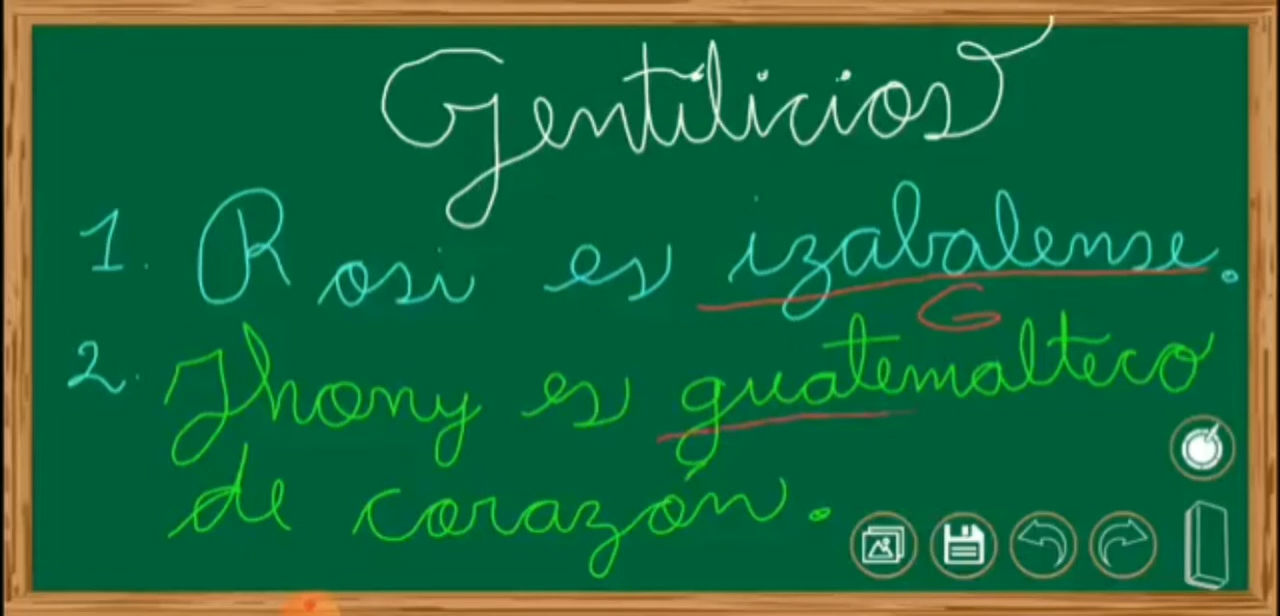 Gentilicios
1. Rosi es izabalense.
G
2. Jhony es guatemalteco
de corazón.